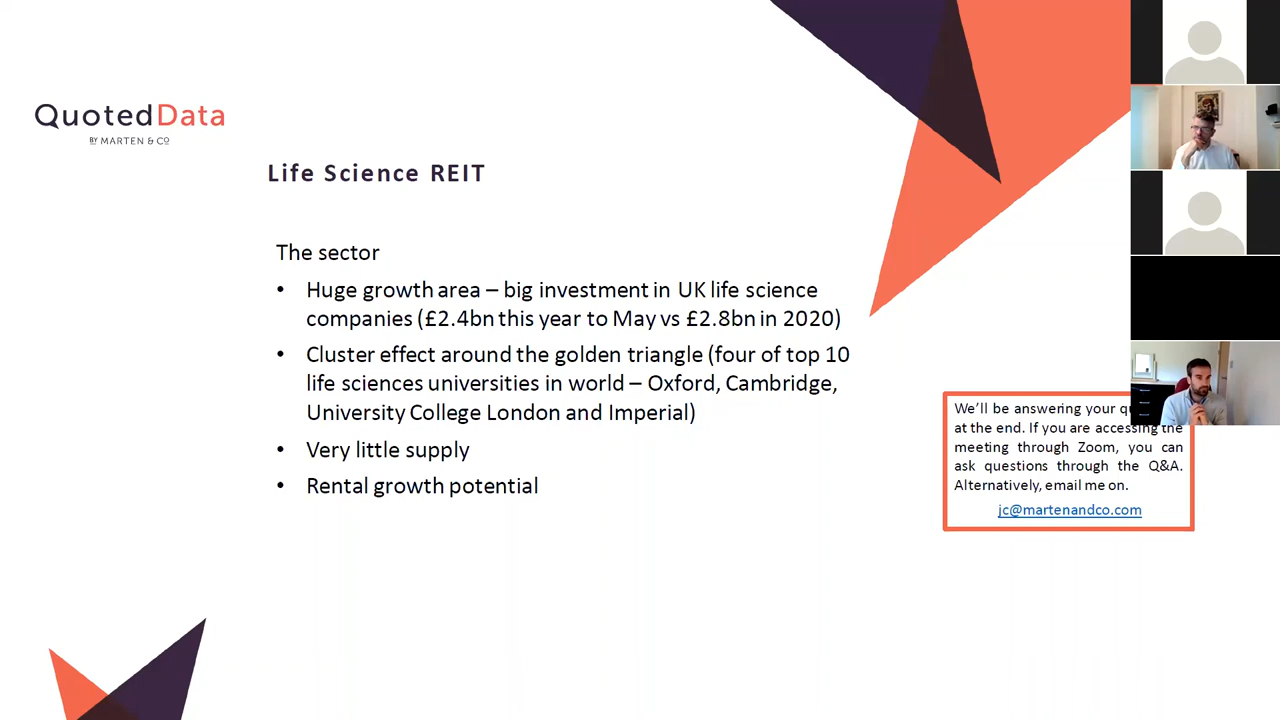 QuotedData
BY MARTEN & CO
Life Science REIT
The sector
• Huge growth area – big investment in UK life science
companies (£2.4bn this year to May vs £2.8bn in 2020)
• Cluster effect around the golden triangle (four of top 10
life sciences universities in world – Oxford, Cambridge,
University College London and Imperial)
• Very little supply
• Rental growth potential
We'll be answering your
at the end. If you are accessing the
meeting through Zoom, you can
ask questions through the Q&A.
Alternatively, email me on.
jc@martenandco.com